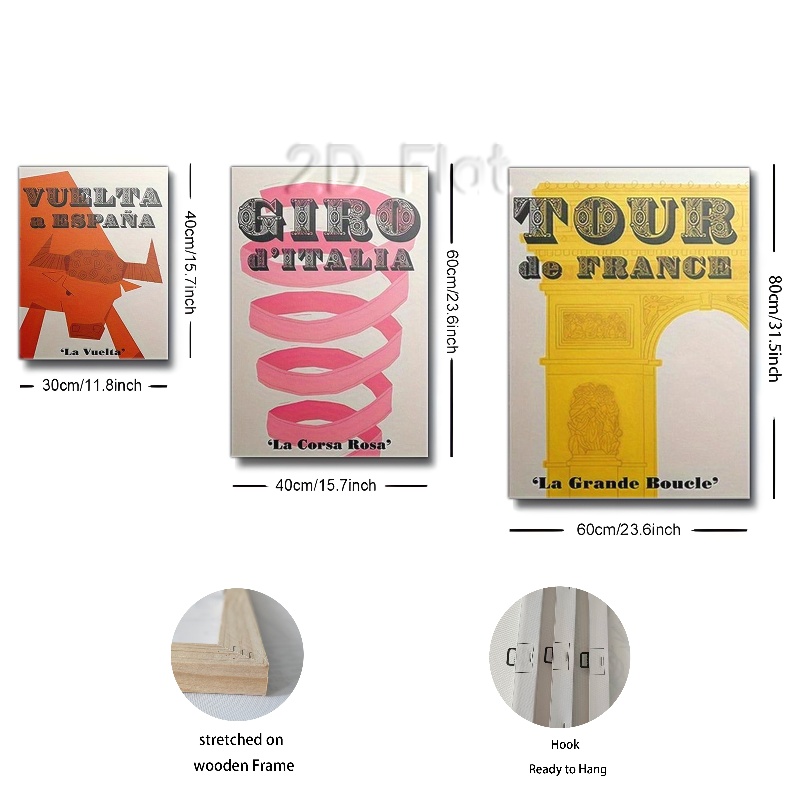 2D Flat
VUELTA
a ESPAÑA
'La Vuelta'
40cm/15.7inch
30cm/11.8inch
GIRO
d'ITALIA
'La Corsa Rosa'
60cm/23.6inch
40cm/15.7inch
TOUR
de FRANCE
'La Grande Boucle'
80cm/31.5inch
60cm/23.6inch
stretched on
wooden Frame
Hook
Ready to Hang